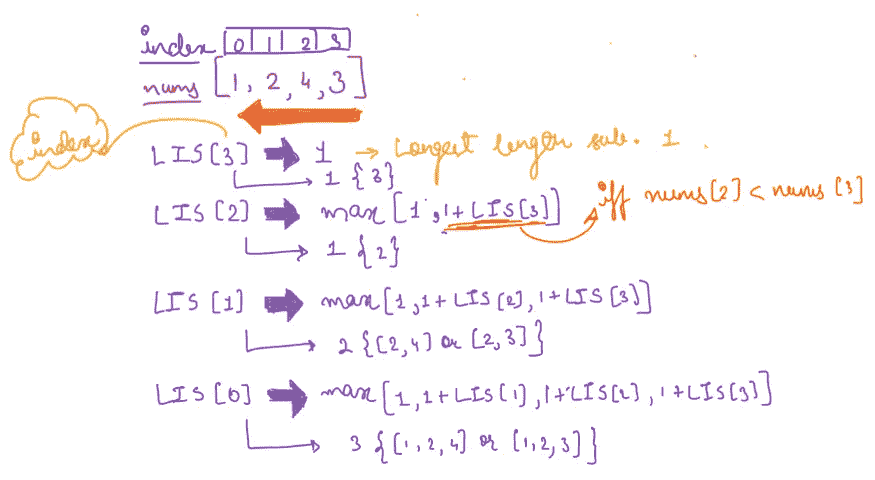 index 0 1 2 3
nums [1, 2, 4, 3]
index
LIS[3] → 1 → Longest length sub. 1.
→ 1 {3}
LIS[2] → max[1, 1+LIS[3]] iff nums[2] < nums[3]
→ 1 {2}
LIS[1] → max[1, 1+LIS[2], 1+LIS[3]]
→ 2 {[2,4] or [2,3]}
LIS[0] → max[1, 1+LIS[1], 1+LIS[2], 1+LIS[3]]
→ 3 {[1,2,4] or [1,2,3]}